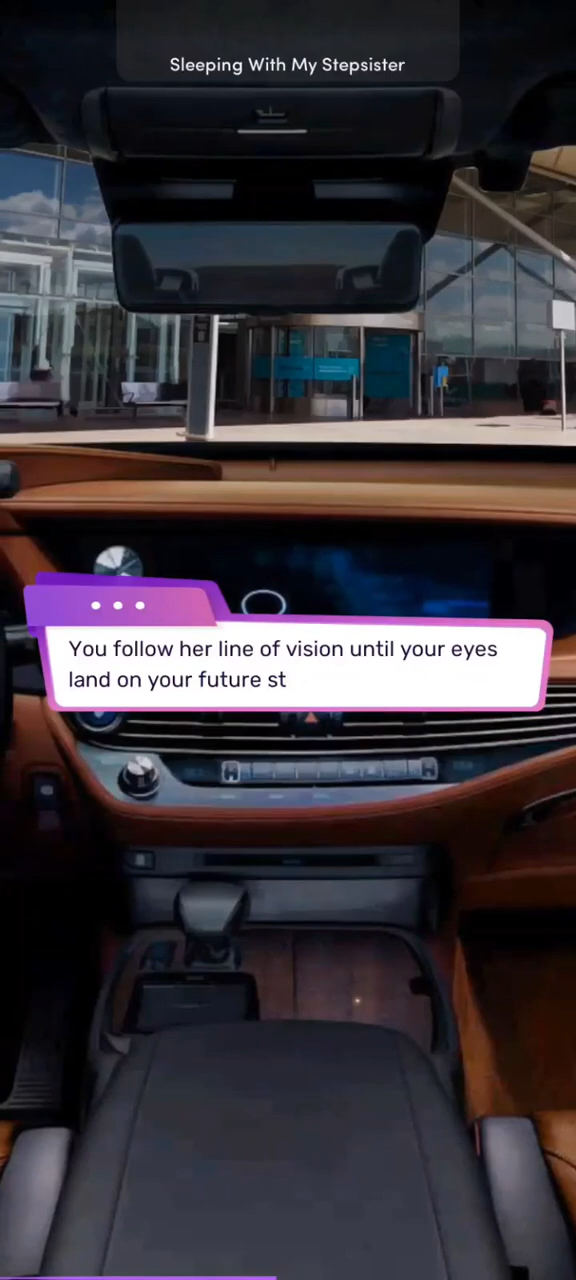 Sleeping With My Stepsister
You follow her line of vision until your eyes
land on your future st